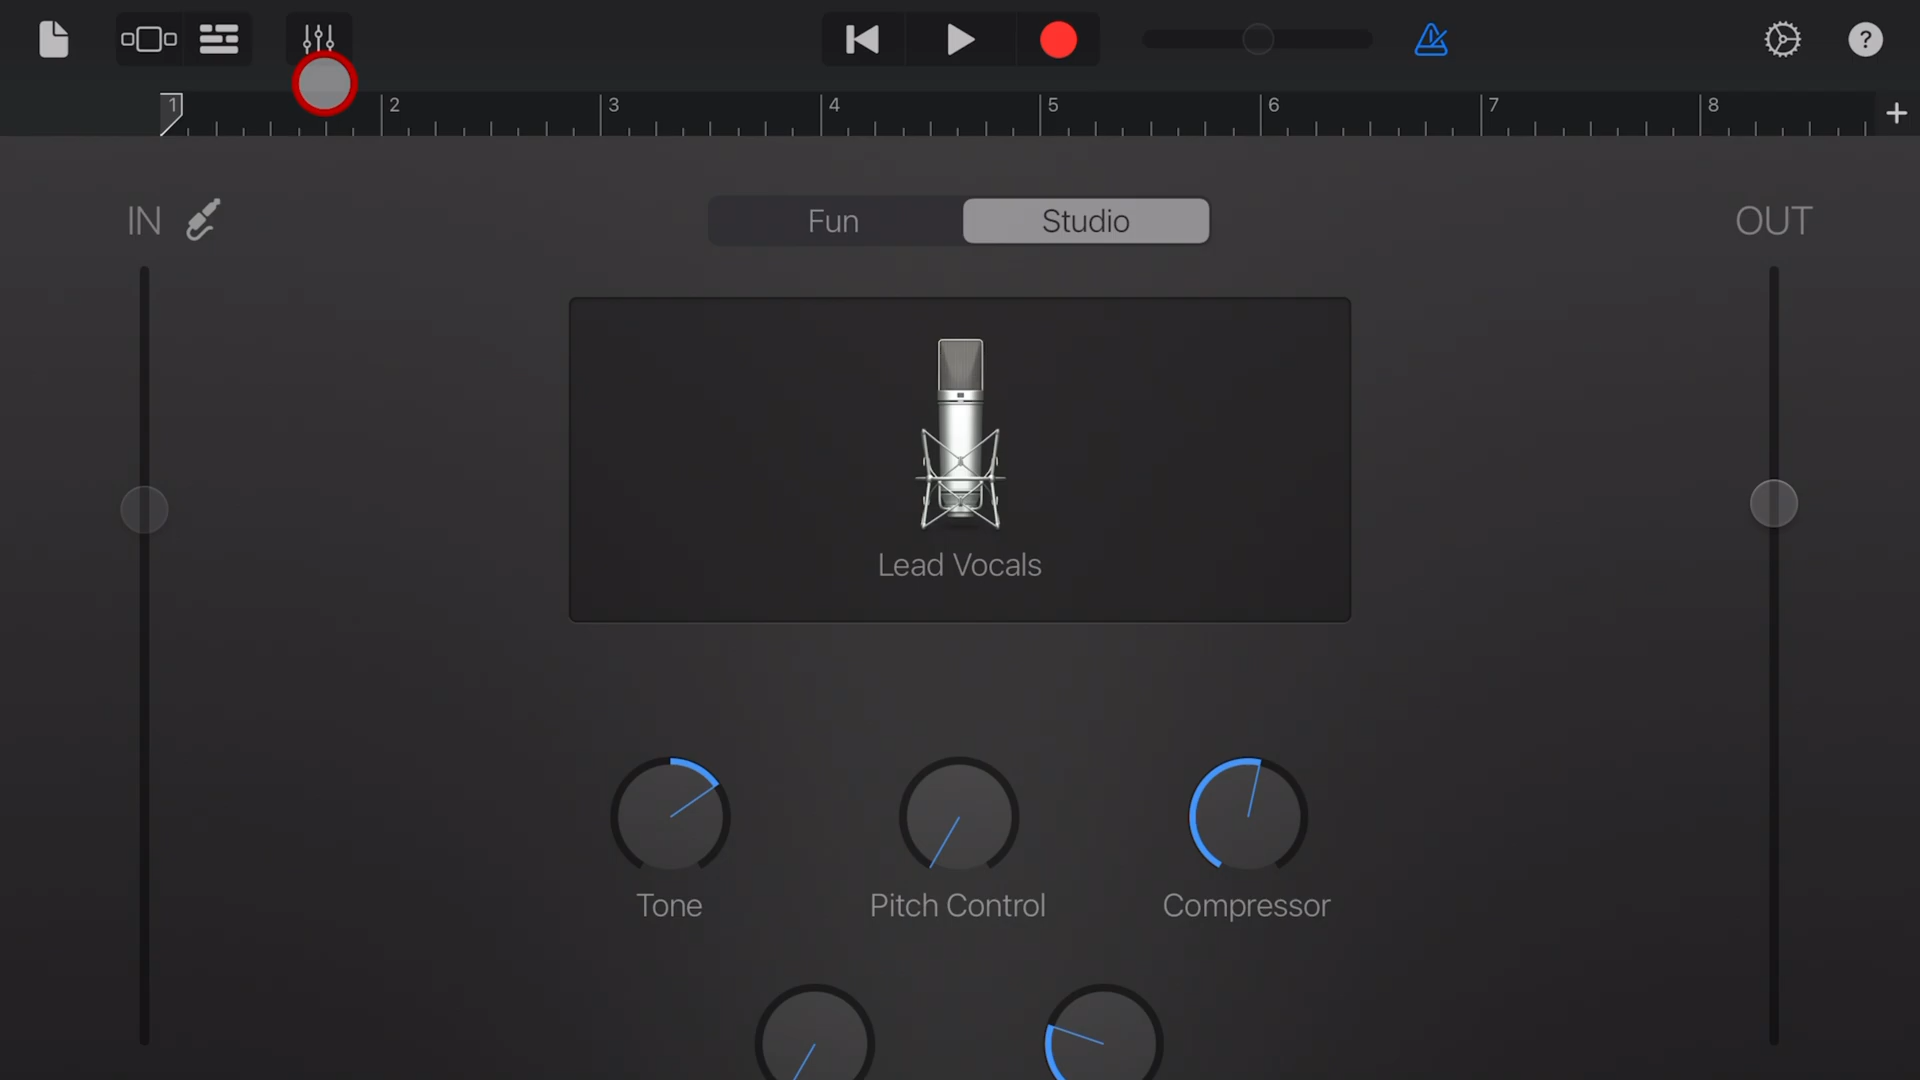 ?
1 2 3 4 5 6 7 8 +
IN Fun Studio OUT
Lead Vocals
Tone Pitch Control Compressor